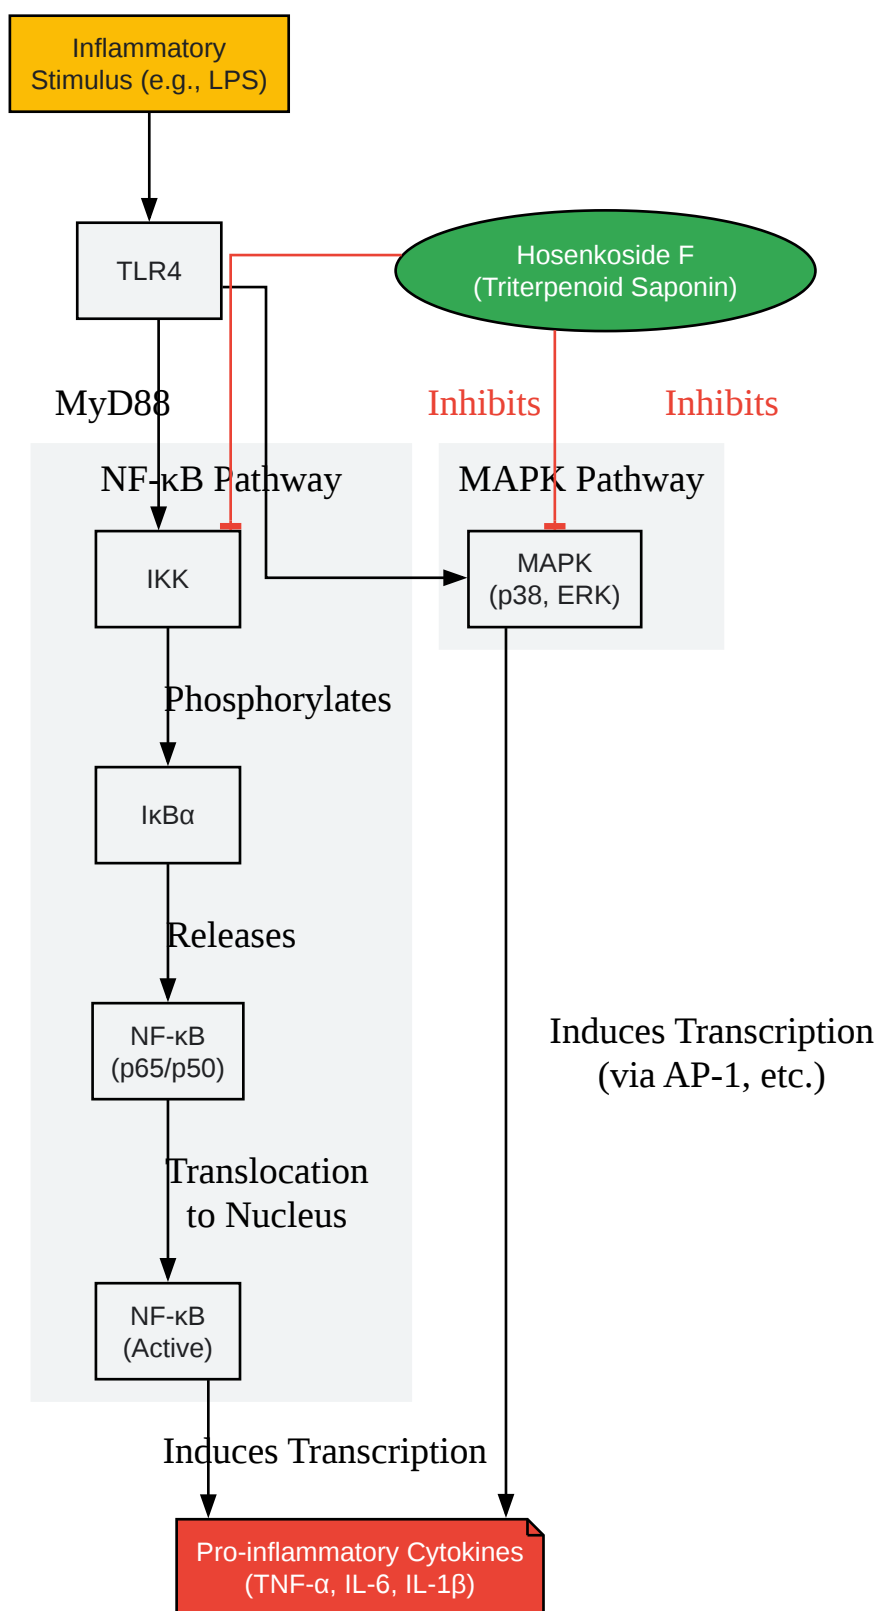 Inflammatory
Stimulus (e.g., LPS)
TLR4
Hosenkoside F
(Triterpenoid Saponin)
MyD88
Inhibits
Inhibits
NF-κB Pathway
MAPK Pathway
IKK
MAPK
(p38, ERK)
Phosphorylates
IκBα
Releases
NF-κB
(p65/p50)
Induces Transcription
(via AP-1, etc.)
Translocation
to Nucleus
NF-κB
(Active)
Induces Transcription
Pro-inflammatory Cytokines
(TNF-α, IL-6, IL-1β)